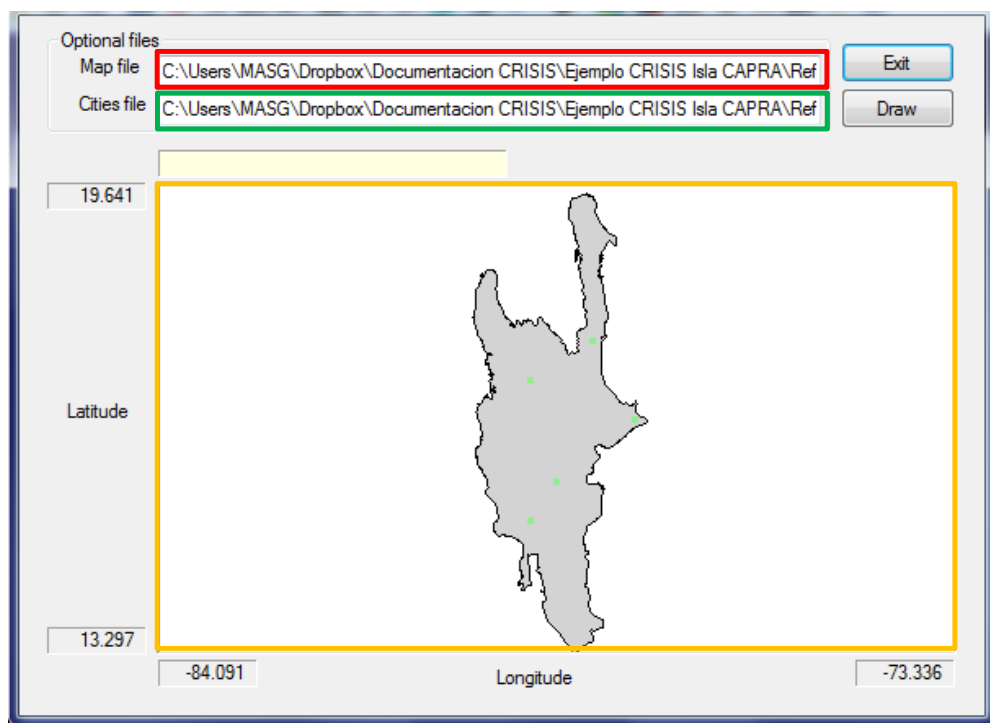 Optional files
Map file C:\Users\MASG\Dropbox\Documentacion CRISIS\Ejemplo CRISIS Isla CAPRA\Ref Exit
Cities file C:\Users\MASG\Dropbox\Documentacion CRISIS\Ejemplo CRISIS Isla CAPRA\Ref Draw
19.641
Latitude
13.297
-84.091 Longitude -73.336